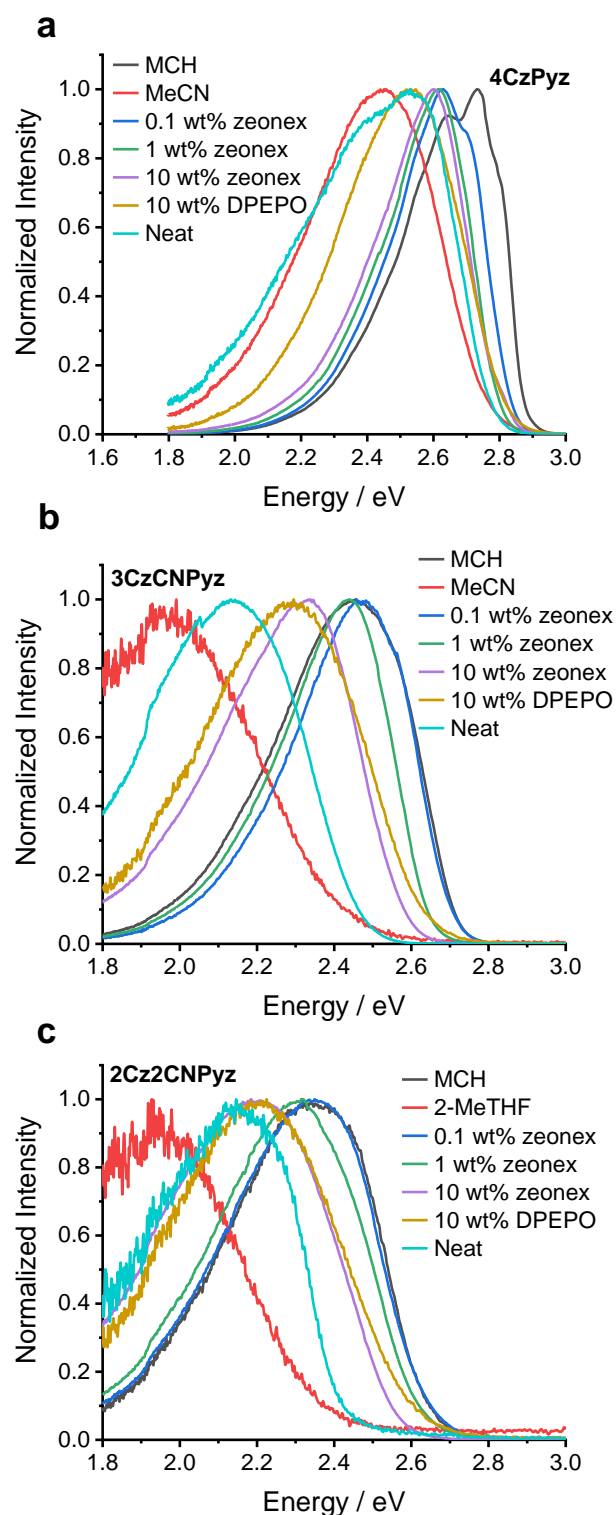 a
MCH
MeCN
0.1 wt% zeonex
1 wt% zeonex
10 wt% zeonex
10 wt% DPEPO
Neat
4CzPyz
Normalized Intensity
1.0
0.8
0.6
0.4
0.2
0.0
1.6 1.8 2.0 2.2 2.4 2.6 2.8 3.0
Energy / eV
b
3CzCNPyz
MCH
MeCN
0.1 wt% zeonex
1 wt% zeonex
10 wt% zeonex
10 wt% DPEPO
Neat
Normalized Intensity
1.0
0.8
0.6
0.4
0.2
0.0
1.8 2.0 2.2 2.4 2.6 2.8 3.0
Energy / eV
c
2Cz2CNPyz
MCH
2-MeTHF
0.1 wt% zeonex
1 wt% zeonex
10 wt% zeonex
10 wt% DPEPO
Neat
Normalized Intensity
1.0
0.8
0.6
0.4
0.2
0.0
1.8 2.0 2.2 2.4 2.6 2.8 3.0
Energy / eV